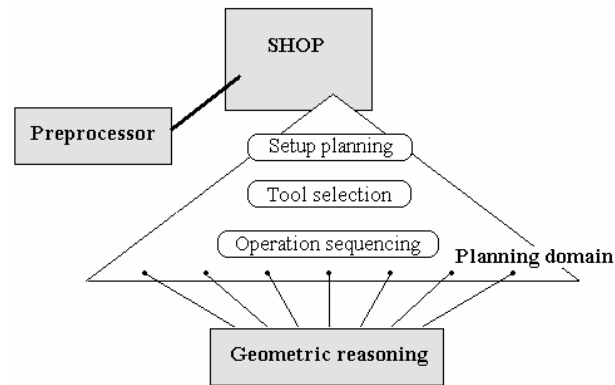 SHOP
Preprocessor
Setup planning
Tool selection
Operation sequencing
Planning domain
Geometric reasoning